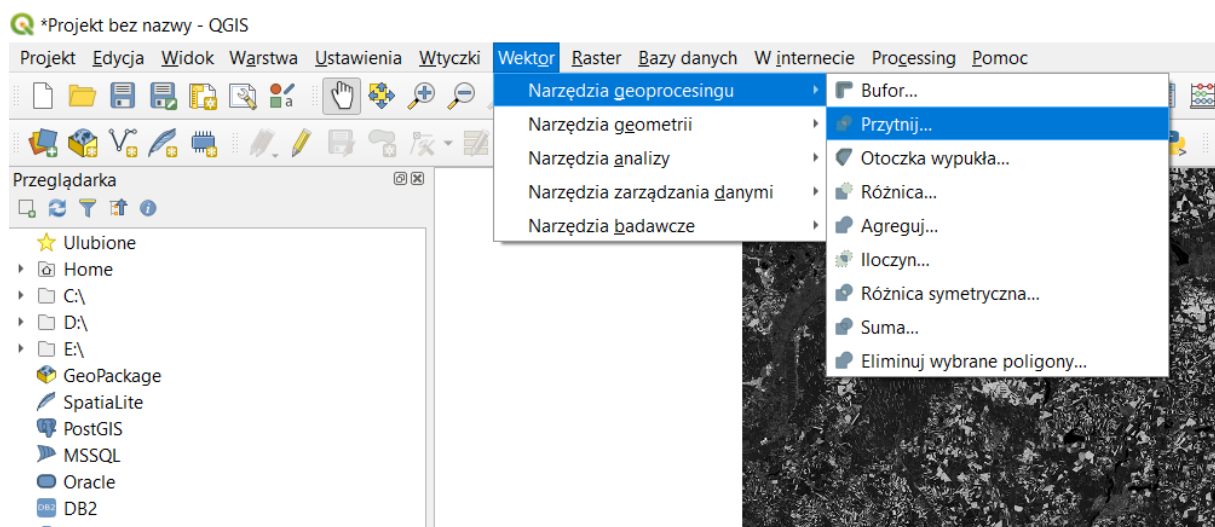 *Projekt bez nazwy - QGIS
Projekt Edycja Widok Warstwa Ustawienia Wtyczki Wektor Raster Bazy danych W internecie Processing Pomoc
Narzędzia geoprocesingu
Narzędzia geometrii
Narzędzia analizy
Narzędzia zarządzania danymi
Narzędzia badawcze
Bufor...
Przytnij...
Otoczka wypukła...
Różnica...
Agreguj...
Iloczyn...
Różnica symetryczna...
Suma...
Eliminuj wybrane poligony...
a
Przeglądarka
Ulubione
Home
C:\
D:\
E:\
GeoPackage
SpatiaLite
PostGIS
MSSQL
Oracle
DB2 DB2